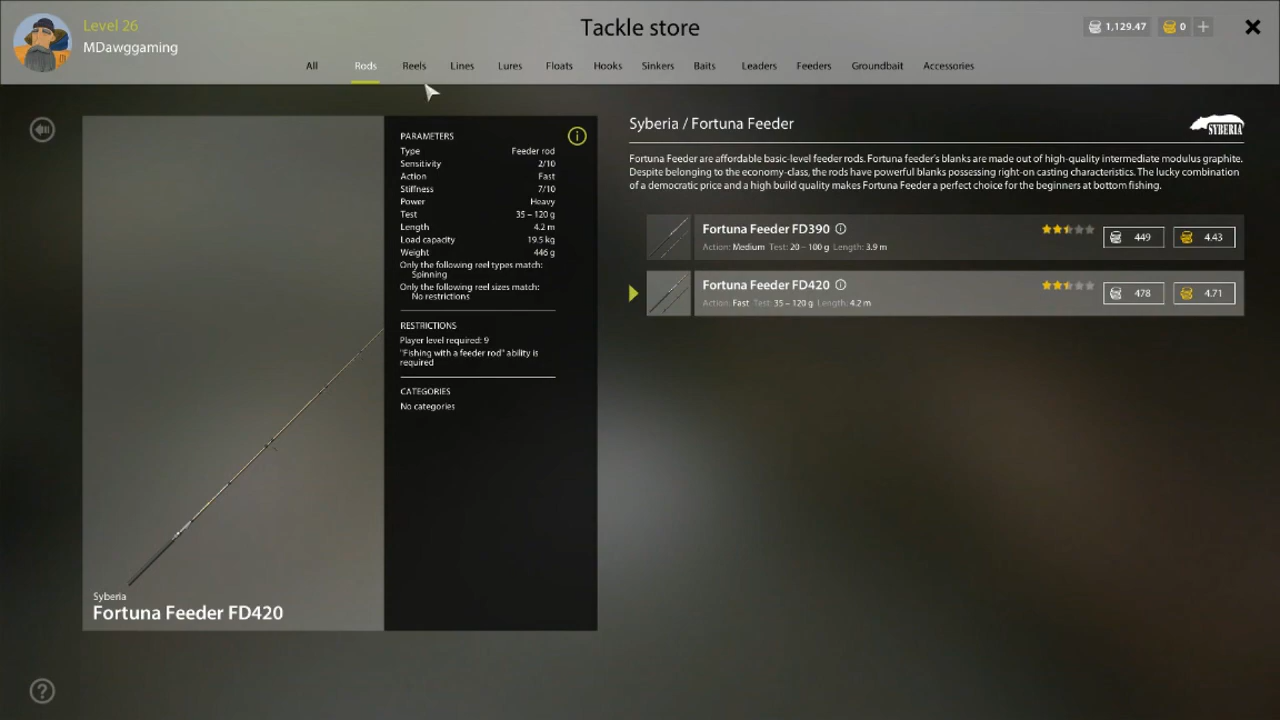 Level 26
MDawggaming
Tackle store
1,129.47
0
All Rods Reels Lines Lures Floats Hooks Sinkers Baits Leaders Feeders Groundbait Accessories
PARAMETERS
Type Feeder rod
Sensitivity 2/10
Action Fast
Stiffness 7/10
Power Heavy
Test 35 – 120 g
Length 4.2 m
Load capacity 19.5 kg
Weight 446 g
Only the following reel types match:
Spinning
Only the following reel sizes match:
No restrictions
RESTRICTIONS
Player level required: 9
"Fishing with a feeder rod" ability is
required
CATEGORIES
No categories
Syberia
Fortuna Feeder FD420
Syberia / Fortuna Feeder
SYBERIA
Fortuna Feeder are affordable basic-level feeder rods. Fortuna feeder's blanks are made out of high-quality intermediate modulus graphite.
Despite belonging to the economy-class, the rods have powerful blanks possessing right-on casting characteristics. The lucky combination
of a democratic price and a high build quality makes Fortuna Feeder a perfect choice for the beginners at bottom fishing.
Fortuna Feeder FD390
Action: Medium Test: 20 – 100 g Length: 3.9 m
449 4.43
Fortuna Feeder FD420
Action: Fast Test: 35 – 120 g Length: 4.2 m
478 4.71